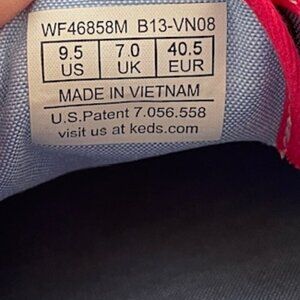 WF46858M B13-VN08
9.5 7.0 40.5
US UK EUR
MADE IN VIETNAM
U.S.Patent 7.056.558
visit us at keds.com